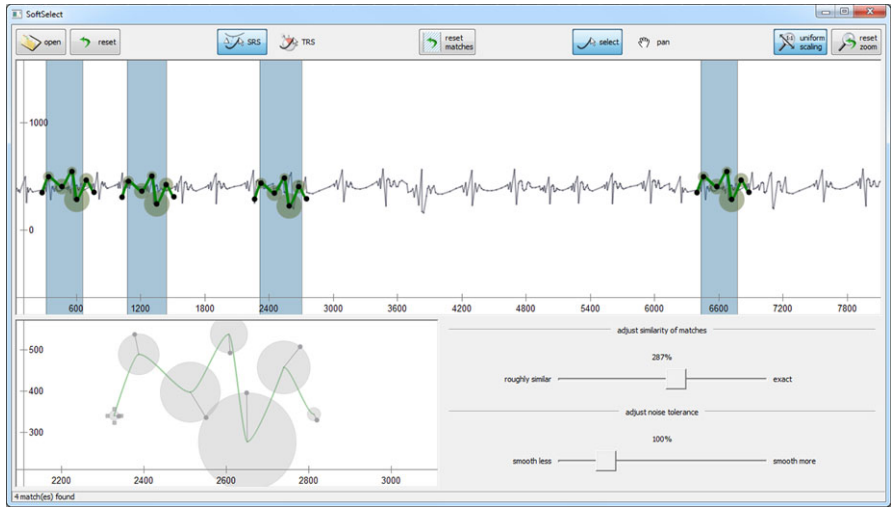 SoftSelect
open reset SRS TRS reset matches select pan uniform scaling reset zoom
1:1
1000
0
600 1200 1800 2400 3000 3600 4200 4800 5400 6000 6600 7200 7800
adjust similarity of matches
500
287%
400
roughly similar exact
adjust noise tolerance
300
100%
smooth less smooth more
2200 2400 2600 2800 3000
4 match(es) found